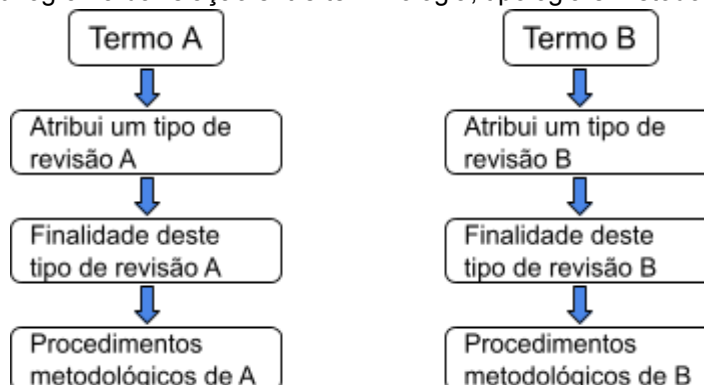 Termo A
Atribui um tipo de
revisão A
Finalidade deste
tipo de revisão A
Procedimentos
metodológicos de A
Termo B
Atribui um tipo de
revisão B
Finalidade deste
tipo de revisão B
Procedimentos
metodológicos de B